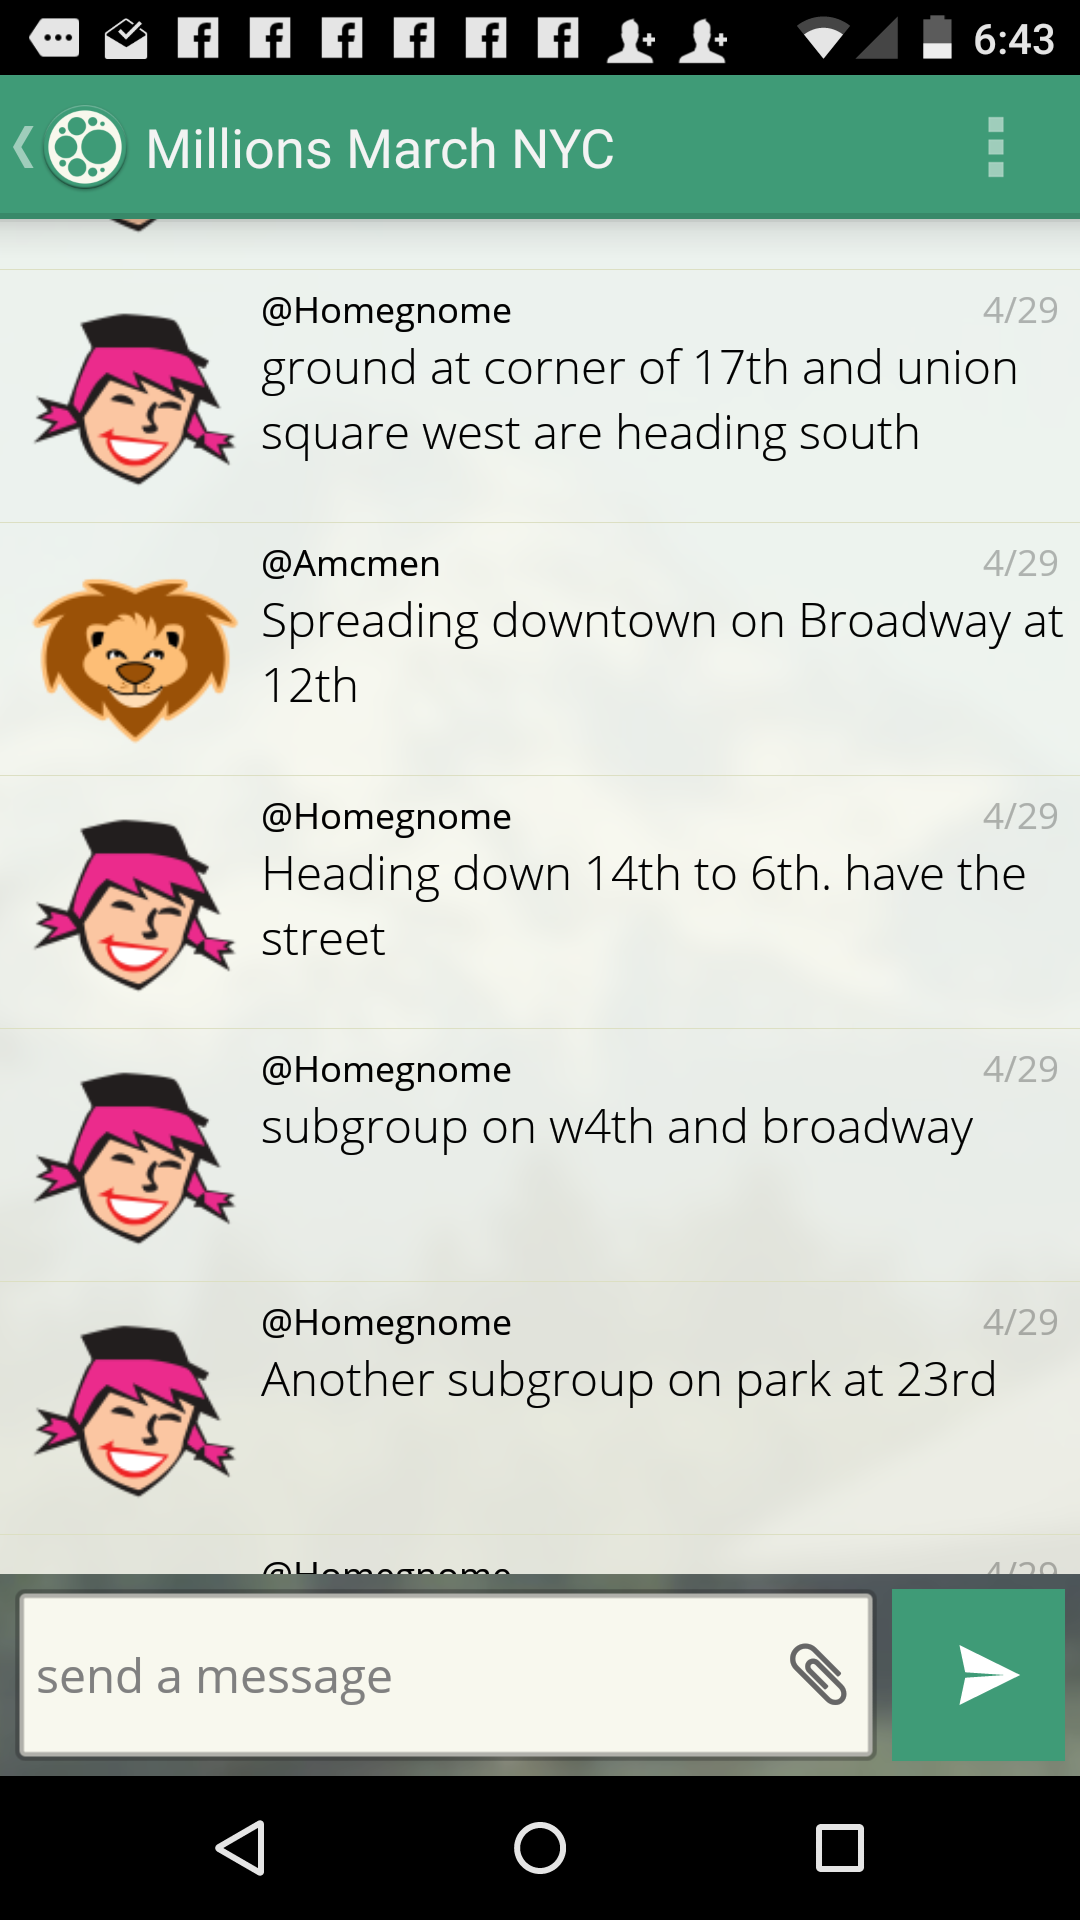 6:43
Millions March NYC
@Homegnome 4/29
ground at corner of 17th and union
square west are heading south
@Amcmen 4/29
Spreading downtown on Broadway at
12th
@Homegnome 4/29
Heading down 14th to 6th. have the
street
@Homegnome 4/29
subgroup on w4th and broadway
@Homegnome 4/29
Another subgroup on park at 23rd
@Homegnome 4/29
send a message